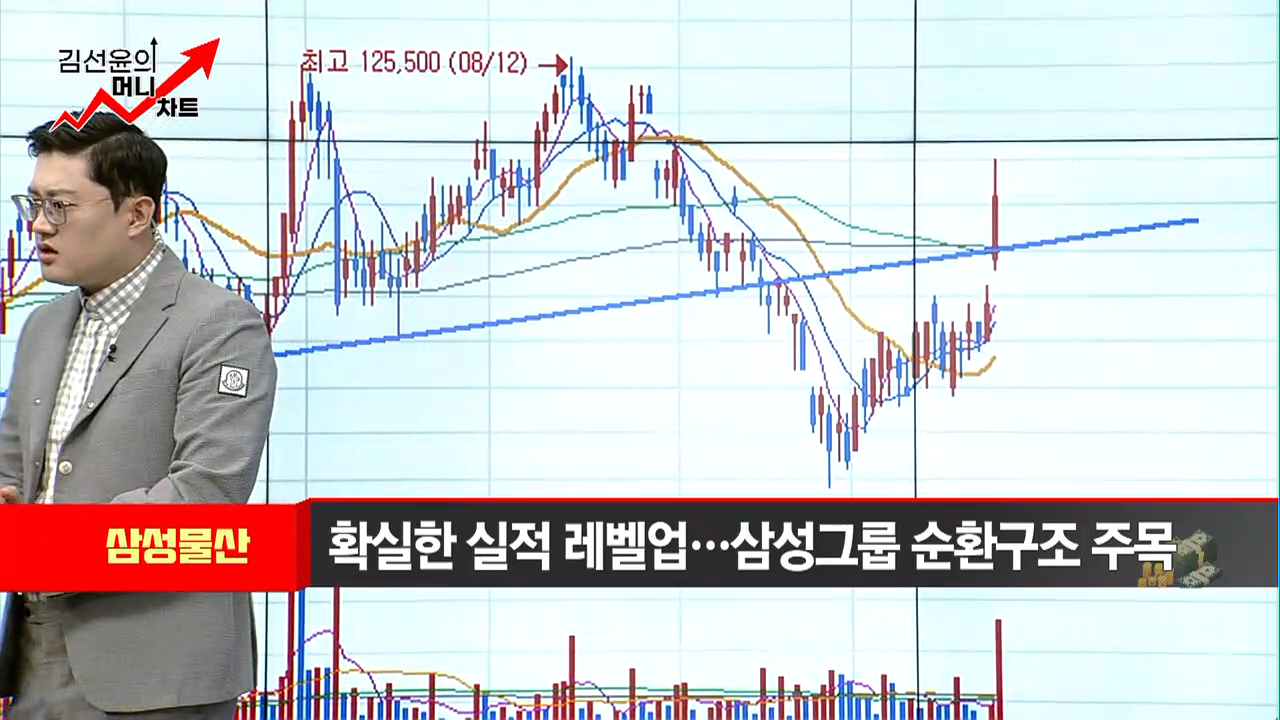 김선윤의
머니
차트
최고 125,500 (08/12)
삼성물산
확실한 실적 레벨업…삼성그룹 순환구조 주목